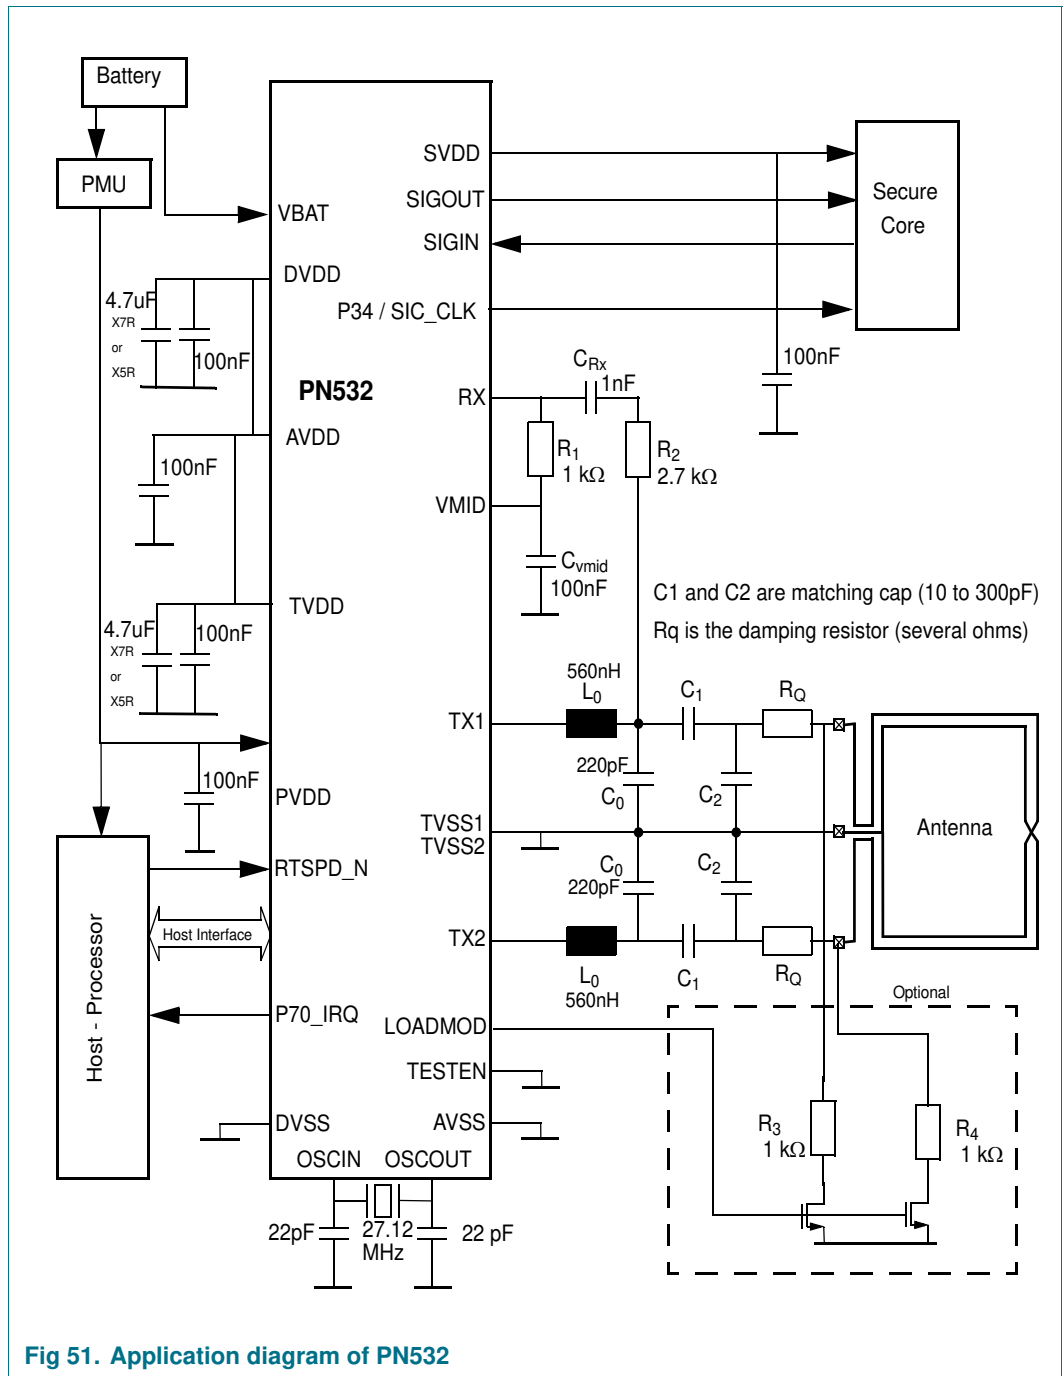 Battery
PMU
VBAT
DVDD
4.7uF
X7R
or
X5R
100nF
PN532
AVDD
100nF
TVDD
4.7uF
X7R
or
X5R
100nF
100nF
PVDD
RTSPD_N
Host Interface
Host - Processor
P70_IRQ
DVSS
OSCIN
OSCOUT
22pF
27.12
MHz
22 pF
SVDD
SIGOUT
SIGIN
P34 / SIC_CLK
Secure
Core
100nF
RX
CRx
1nF
R1
1 kΩ
R2
2.7 kΩ
VMID
Cvmid
100nF
C1 and C2 are matching cap (10 to 300pF)
Rq is the damping resistor (several ohms)
560nH
L0
C1
RQ
TX1
220pF
C0
C2
TVSS1
TVSS2
Antenna
C0
220pF
C2
TX2
L0
560nH
C1
RQ
Optional
LOADMOD
TESTEN
AVSS
R3
1 kΩ
R4
1 kΩ
Fig 51. Application diagram of PN532